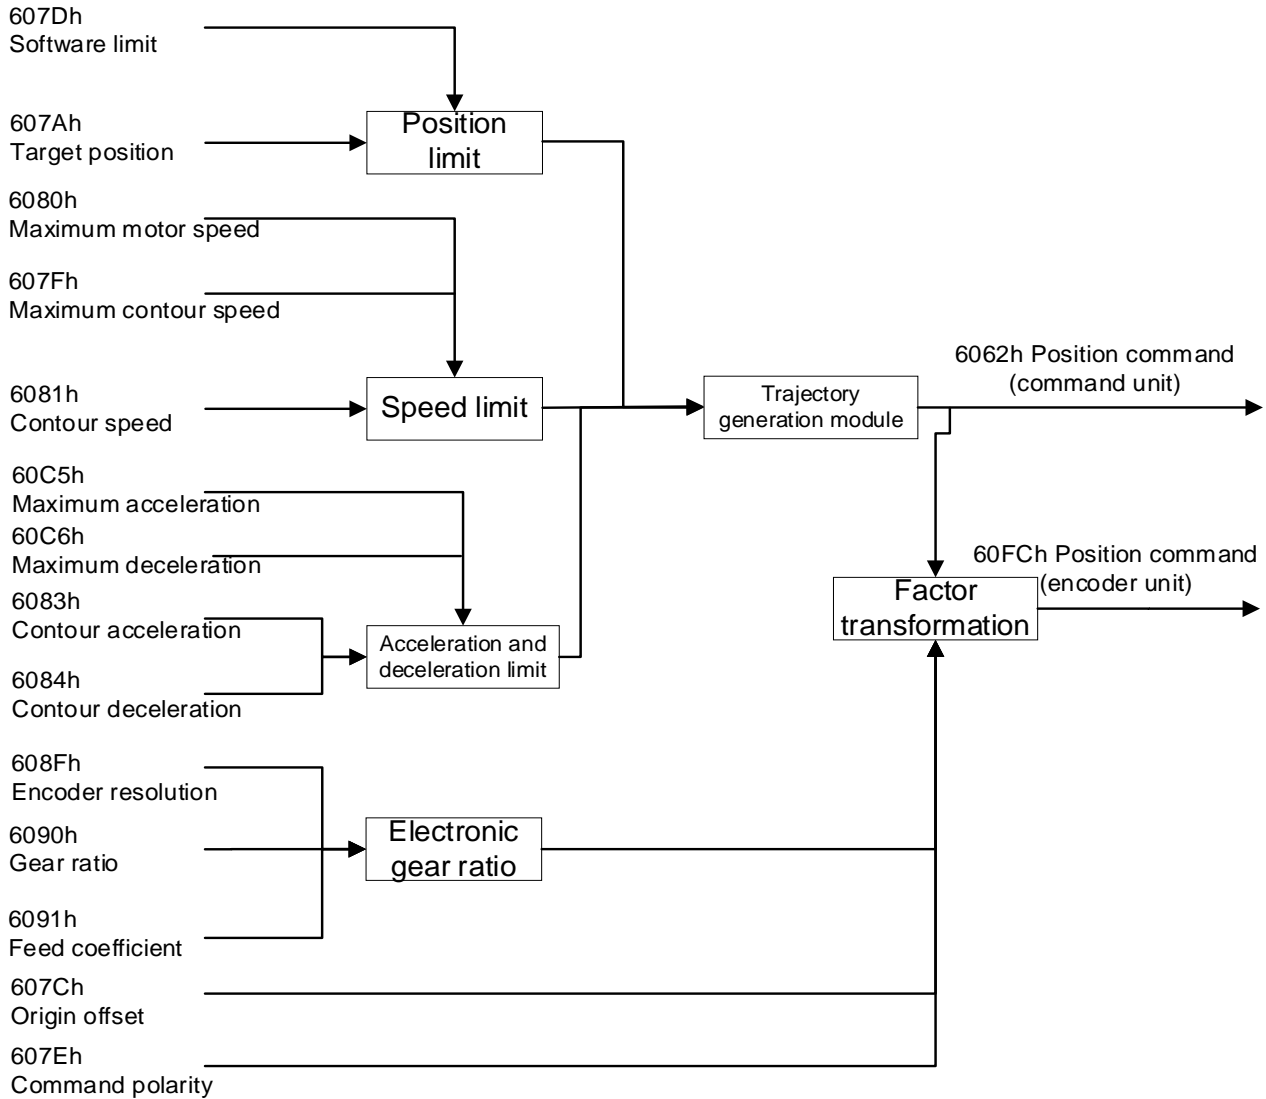 607Dh
Software limit
607Ah
Target position
Position
limit
6080h
Maximum motor speed
607Fh
Maximum contour speed
6081h
Contour speed
Speed limit
Trajectory
generation module
6062h Position command
(command unit)
60C5h
Maximum acceleration
60C6h
Maximum deceleration
6083h
Contour acceleration
6084h
Contour deceleration
Acceleration and
deceleration limit
60FCh Position command
(encoder unit)
Factor
transformation
608Fh
Encoder resolution
6090h
Gear ratio
6091h
Feed coefficient
Electronic
gear ratio
607Ch
Origin offset
607Eh
Command polarity